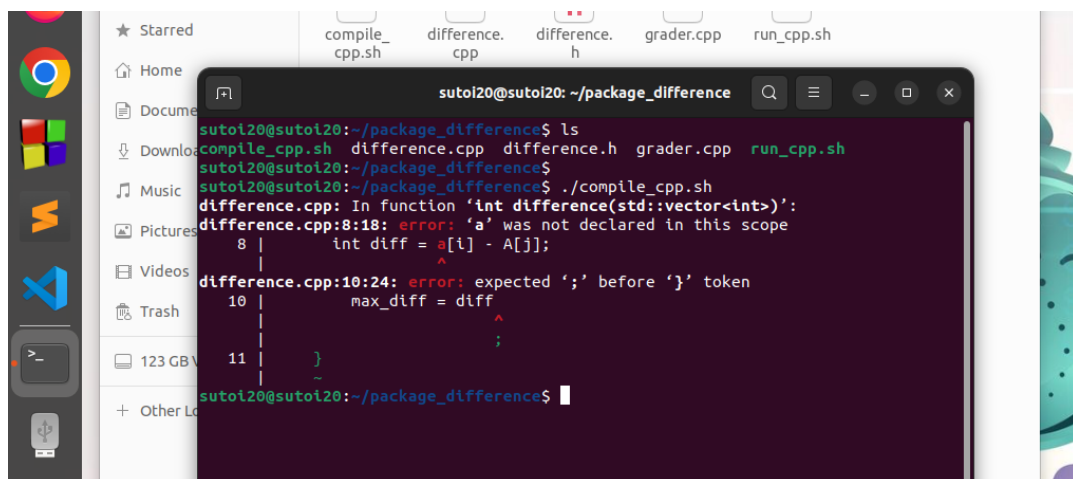 Starred
compile_
cpp.sh
difference.
cpp
difference.
h
grader.cpp
run_cpp.sh
Home
Docume
Downloa
Music
Pictures
Videos
Trash
123 GB V
Other Lo
sutoi20@sutoi20: ~/package_difference
sutoi20@sutoi20:~/package_difference$ ls
compile_cpp.sh difference.cpp difference.h grader.cpp run_cpp.sh
sutoi20@sutoi20:~/package_difference$
sutoi20@sutoi20:~/package_difference$ ./compile_cpp.sh
difference.cpp: In function ‘int difference(std::vector<int>)’:
difference.cpp:8:18: error: ‘a’ was not declared in this scope
8 | int diff = a[i] - A[j];
| ^
difference.cpp:10:24: error: expected ‘;’ before ‘}’ token
10 | max_diff = diff
| ^
| ;
11 | }
| ~
sutoi20@sutoi20:~/package_difference$